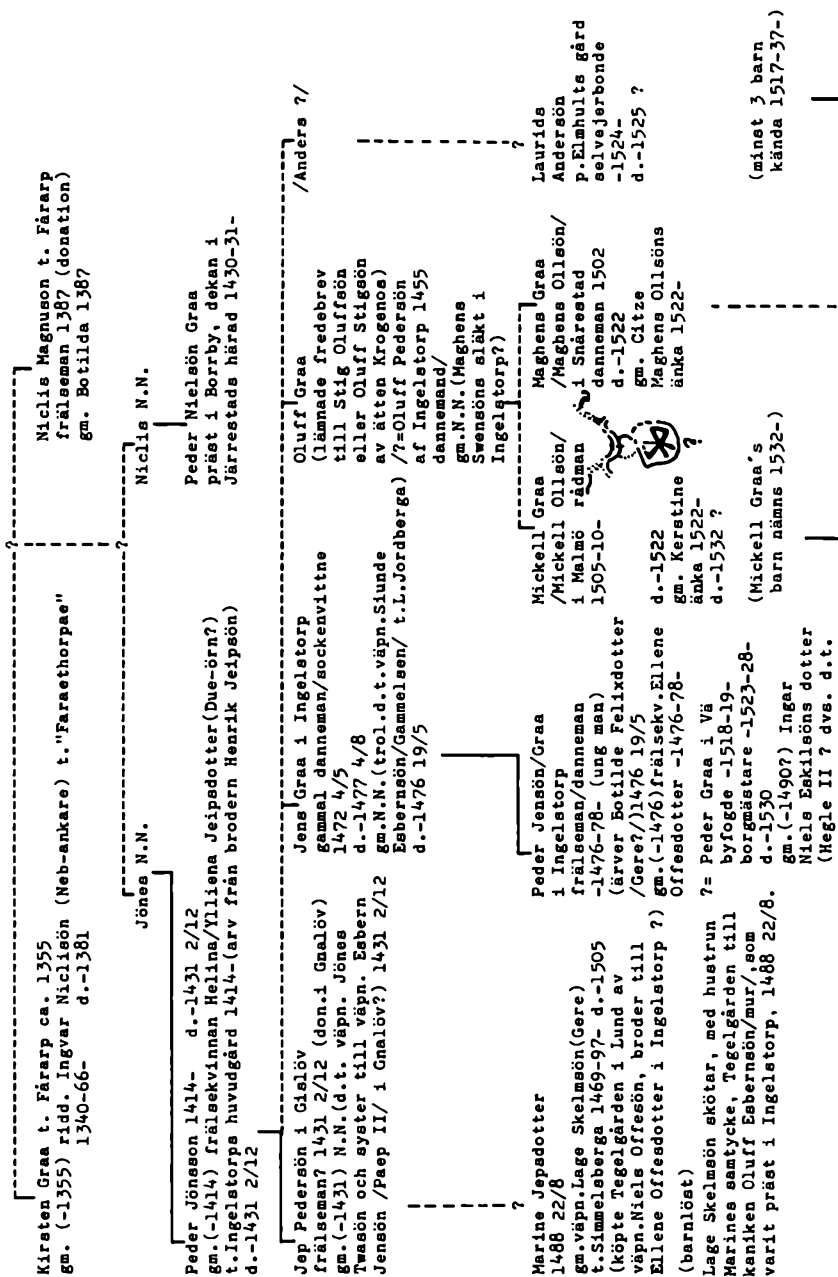 ?
Kirsten Graa t. Fårarp ca. 1355
gm. (-1355) ridd. Ingvar Niclisön (Neb-ankare) t."Faraethorpae"
1340-66- d.-1381
Niclis Magnuson t. Fårarp
frälseman 1387 (donation)
gm. Botilda 1387
?
Jönes N.N.
Niclis N.N.
Peder Jönsson 1414- d.-1431 2/12
gm.(-1414) frälsekvinnan Helina/Ylliena Jeipsdotter(Due-örn?)
t.Ingelstorps huvudgård 1414-(arv från brodern Henrik Jeipsön)
d.-1431 2/12
Peder Nielsön Graa
präst i Borrby, dekan i
Järrestads härad 1430-31-
Jep Pedersön i Gislöv
frälseman? 1431 2/12 (don.i Gnalöv)
gm.(-1431) N.N.(d.t. väpn. Jönes
Twasön och syster till väpn. Esbern
Jensön /Paep II/ i Gnalöv?) 1431 2/12
Jens Graa i Ingelstorp
gammal danneman/sockenvittne
1472 4/5
d.-1477 4/8
gm.N.N.(trol.d.t.väpn.Siunde
Esbernsön/Gammelsen/ t.L.Jordberga)
d.-1476 19/5
Oluff Graa
(lämnade fredebrev
till Stig Oluffsön
eller Oluff Stigsön
av ätten Krogenos)
/?=Oluff Pedersön
af Ingelstorp 1455
dannemand/
gm.N.N.(Maghens
Swensöns släkt i
Ingelstorp?)
/Anders ?/
?
Marine Jepsdotter
1488 22/8
gm.väpn.Lage Skelmsön(Gere)
t.Simmelsberga 1469-97- d.-1505
(köpte Tegelgården i Lund av
väpn.Niels Offesön, broder till
Ellene Offesdotter i Ingelstorp ?)
(barnlöst)
Lage Skelmsön skötar, med hustrun
Marines samtycke, Tegelgården till
kaniken Oluff Esbernsön/mur/,som
varit präst i Ingelstorp, 1488 22/8.
Peder Jensön/Graa
i Ingelstorp
frälseman/danneman
-1476-78- (ung man)
(ärver Botilde Felixdotter
/Gere?/)1476 19/5
gm.(-1476)frälsekv.Ellene
Offesdotter -1476-78-
?= Peder Graa i Vä
byfogde -1518-19-
borgmästare -1523-28-
d.-1530
gm.(-1490?) Ingar
Niels Eskilsöns dotter
(Hegle II ? dvs. d.t.
Mickell Graa
/Mickell Ollsön/
i Malmö rådman
1505-10-
d.-1522
gm. Kerstine
änka 1522-
d.-1532 ?
(Mickell Graa's
barn nämns 1532-)
?
Maghens Graa
/Maghens Ollsön/
i Snårestad
danneman 1502
d.-1522
gm. Citze
Maghens Ollsöns
änka 1522-
?
Laurids
Andersön
p.Elmhults gård
selvejerbonde
-1524-
d.-1525 ?
(minst 3 barn
kända 1517-37-)